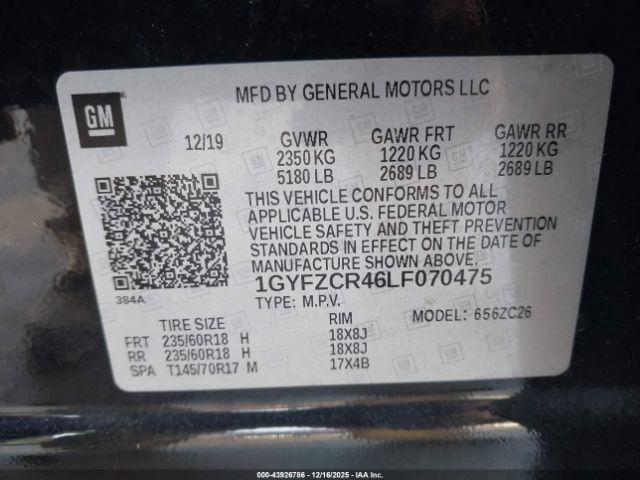 GM
MFD BY GENERAL MOTORS LLC
12/19 GVWR GAWR FRT GAWR RR
2350 KG 1220 KG 1220 KG
5180 LB 2689 LB 2689 LB
THIS VEHICLE CONFORMS TO ALL
APPLICABLE U.S. FEDERAL MOTOR
VEHICLE SAFETY AND THEFT PREVENTION
STANDARDS IN EFFECT ON THE DATE OF
MANUFACTURE SHOWN ABOVE.
384A
1GYFZCR46LF070475
TYPE: M.P.V. MODEL: 656ZC26
TIRE SIZE RIM
FRT 235/60R18 H 18X8J
RR 235/60R18 H 18X8J
SPA T145/70R17 M 17X4B
000-43926786 - 12/16/2025 - IAAI.COM